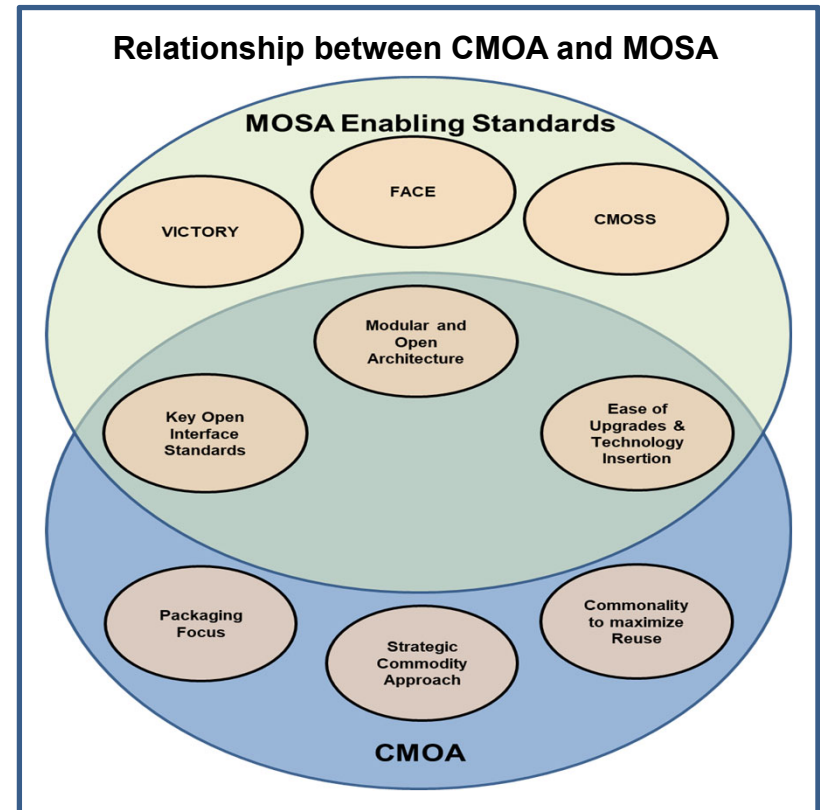 Relationship between CMOA and MOSA
MOSA Enabling Standards
FACE
VICTORY
CMOSS
Modular and
Open
Architecture
Key Open
Interface
Standards
Ease of
Upgrades &
Technology
Insertion
Packaging
Focus
Strategic
Commodity
Approach
Commonality
to maximize
Reuse
CMOA